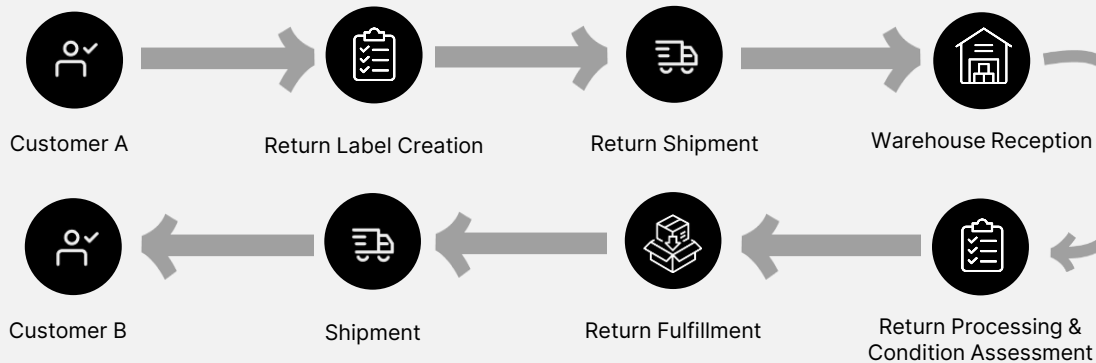 Customer A
Return Label Creation
Return Shipment
Warehouse Reception
Customer B
Shipment
Return Fulfillment
Return Processing &
Condition Assessment